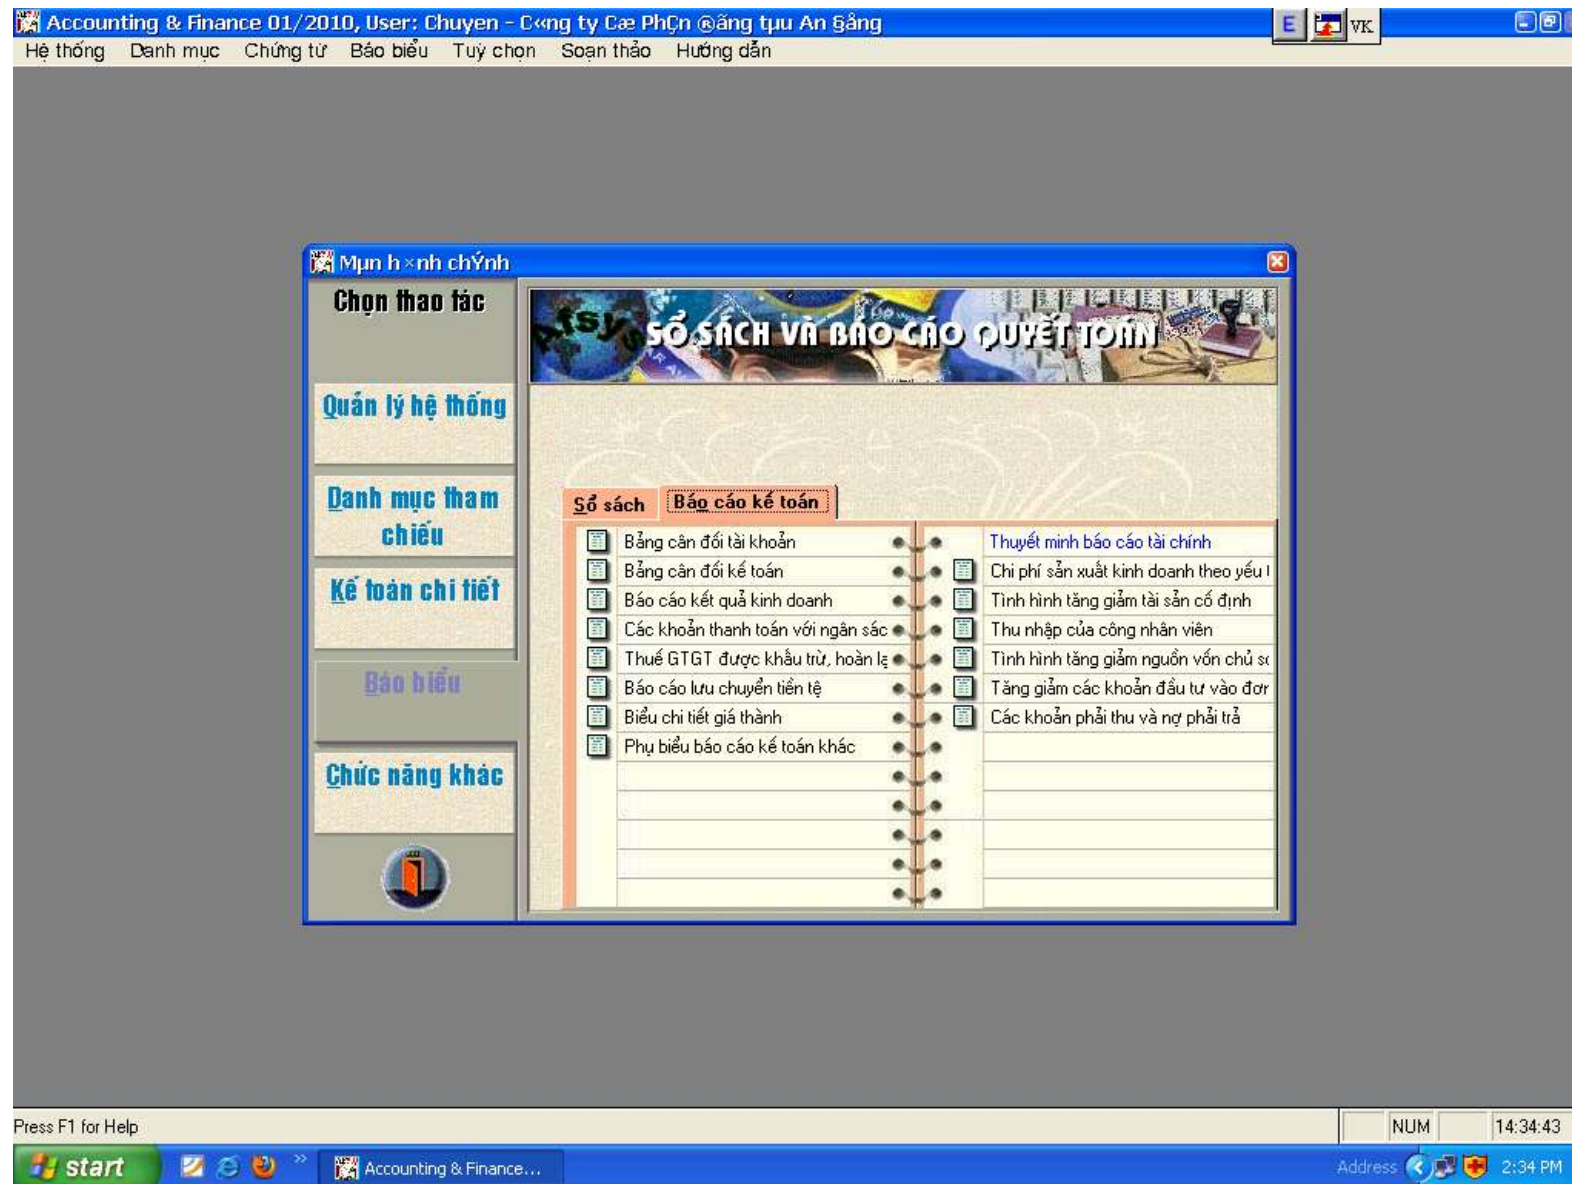 Accounting & Finance 01/2010, User: Chuyen - C««ng ty Cæ PhÇn ®ãng tµu An §ång
E VK
Hệ thống Danh mục Chứng từ Báo biểu Tuỳ chọn Soạn thảo Hướng dẫn
Mµn h×nh chÝnh
Chọn thao tác
Afsys
SỔ SÁCH VÀ BÁO CÁO QUYẾT TOÁN
Quản lý hệ thống
Danh mục tham
chiếu
Kế toán chi tiết
Báo biểu
Chức năng khác
Sổ sách Báo cáo kế toán
Bảng cân đối tài khoản
Bảng cân đối kế toán
Báo cáo kết quả kinh doanh
Các khoản thanh toán với ngân sác
Thuế GTGT được khấu trừ, hoàn lạ
Báo cáo lưu chuyển tiền tệ
Biểu chi tiết giá thành
Phụ biểu báo cáo kế toán khác
Thuyết minh báo cáo tài chính
Chi phí sản xuất kinh doanh theo yếu t
Tình hình tăng giảm tài sản cố định
Thu nhập của công nhân viên
Tình hình tăng giảm nguồn vốn chủ sở
Tăng giảm các khoản đầu tư vào đơn
Các khoản phải thu và nợ phải trả
Press F1 for Help NUM 14:34:43
start » Accounting & Finance... Address 2:34 PM